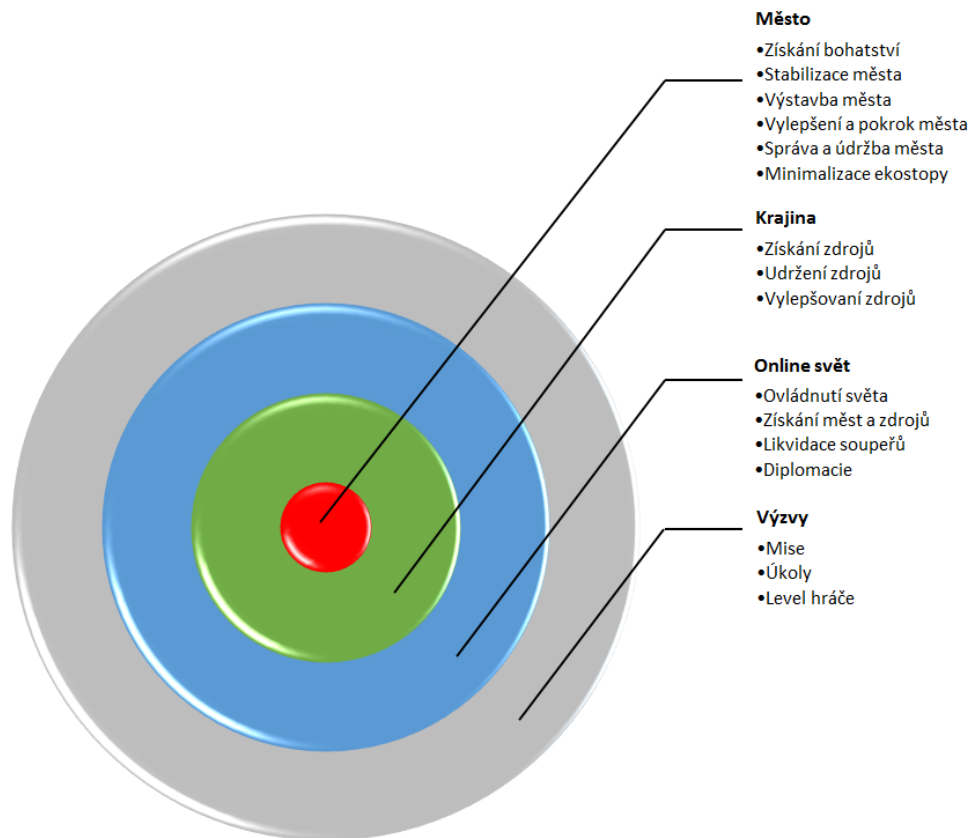 Město
•Získání bohatství
•Stabilizace města
•Výstavba města
•Vylepšení a pokrok města
•Správa a údržba města
•Minimalizace ekostopy
Krajina
•Získání zdrojů
•Udržení zdrojů
•Vylepšovaní zdrojů
Online svět
•Ovládnutí světa
•Získání měst a zdrojů
•Likvidace soupeřů
•Diplomacie
Výzvy
•Mise
•Úkoly
•Level hráče